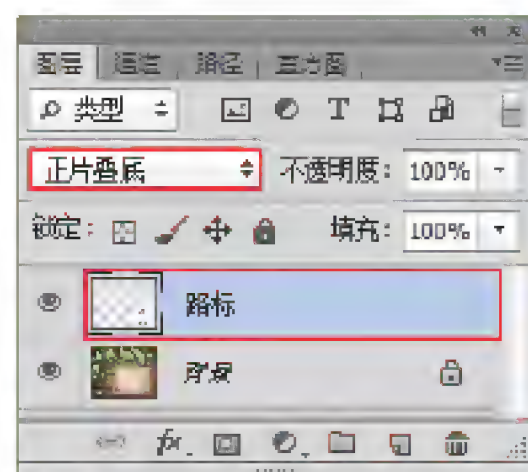 图层 通道 路径 直方图
类型 T
正片叠底 不透明度: 100%
锁定: 填充: 100%
路标
背景
fx.